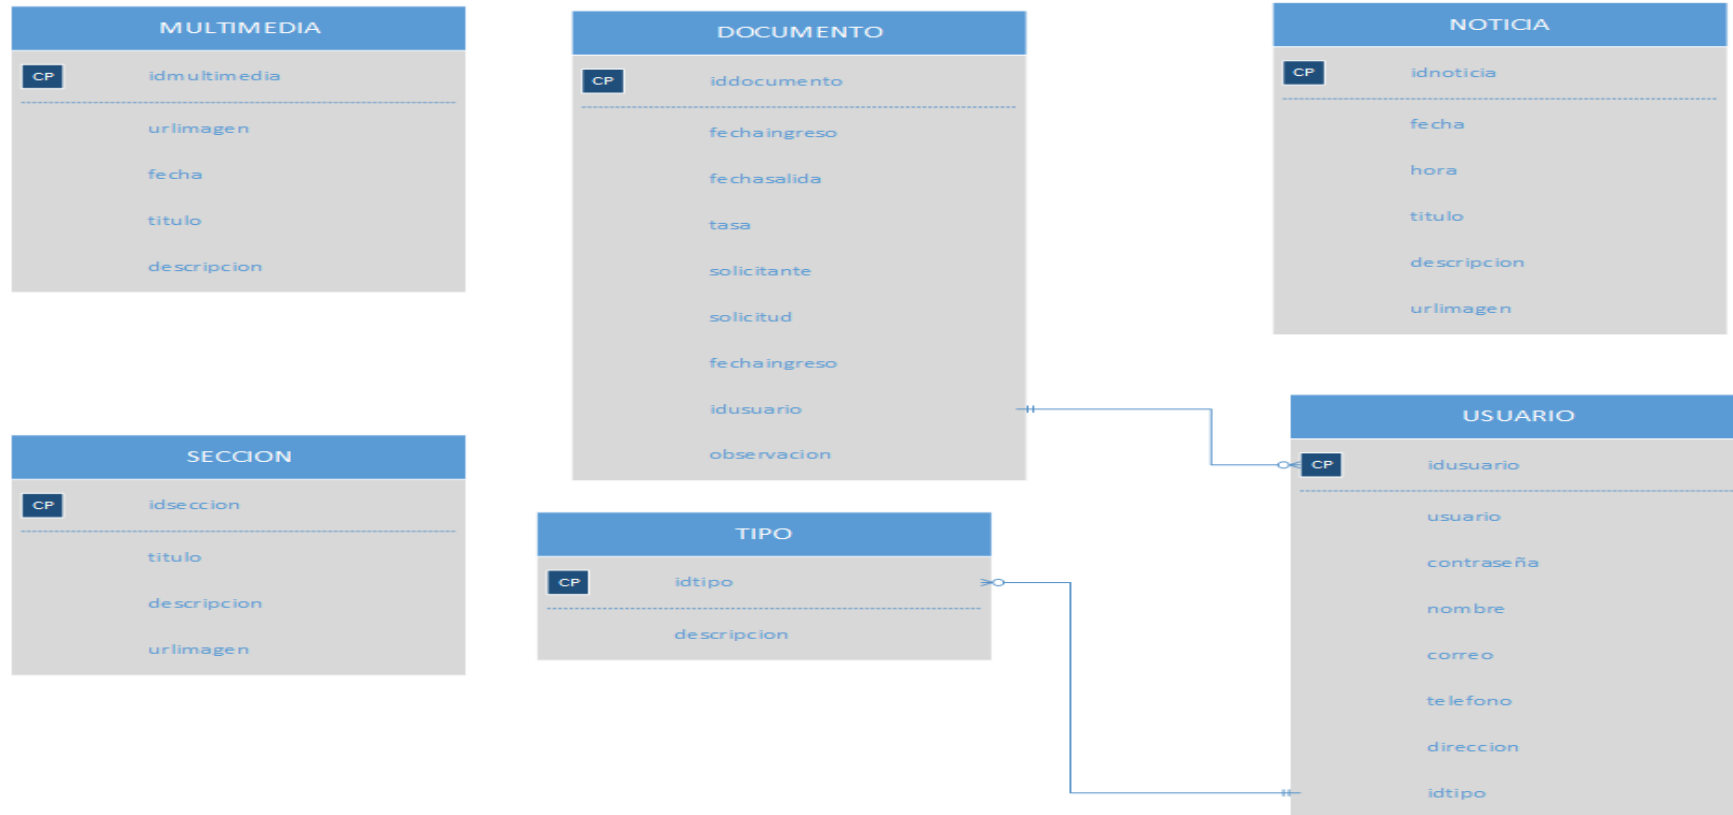 MULTIMEDIA
CP idmultimedia
urlimagen
fecha
titulo
descripcion
DOCUMENTO
CP iddocumento
fechaingreso
fechasalida
tasa
solicitante
solicitud
fechaingreso
idusuario
observacion
NOTICIA
CP idnoticia
fecha
hora
titulo
descripcion
urlimagen
SECCION
CP idseccion
titulo
descripcion
urlimagen
TIPO
CP idtipo
descripcion
USUARIO
CP idusuario
usuario
contraseña
nombre
correo
telefono
direccion
idtipo